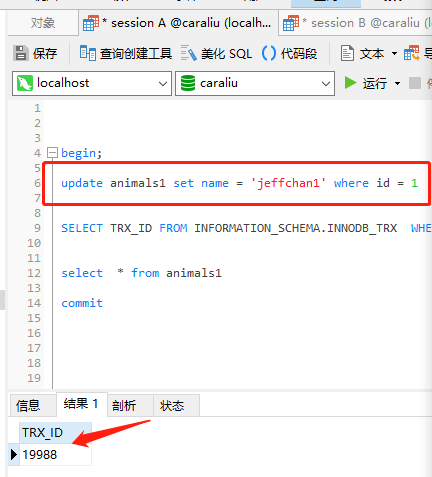 对象
* session A @caraliu (localh...
* session B @caraliu (
保存
查询创建工具
美化 SQL
代码段
文本
localhost
caraliu
运行
1
2
3
4 begin;
5
6 update animals1 set name = 'jeffchan1' where id = 1
7
8
9 SELECT TRX_ID FROM INFORMATION_SCHEMA.INNODB_TRX WHE
10
11
12 select * from animals1
13
14 commit
15
16
17
18
19
信息
结果 1
剖析
状态
TRX_ID
19988